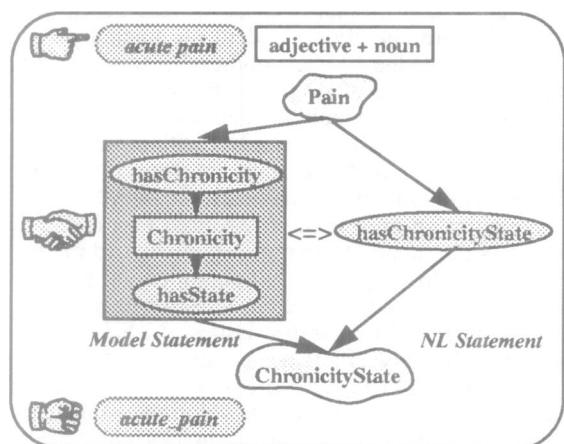 acute pain adjective + noun
Pain
hasChronicity
Chronicity <=> hasChronicityState
hasState
Model Statement NL Statement
ChronicityState
acute_pain